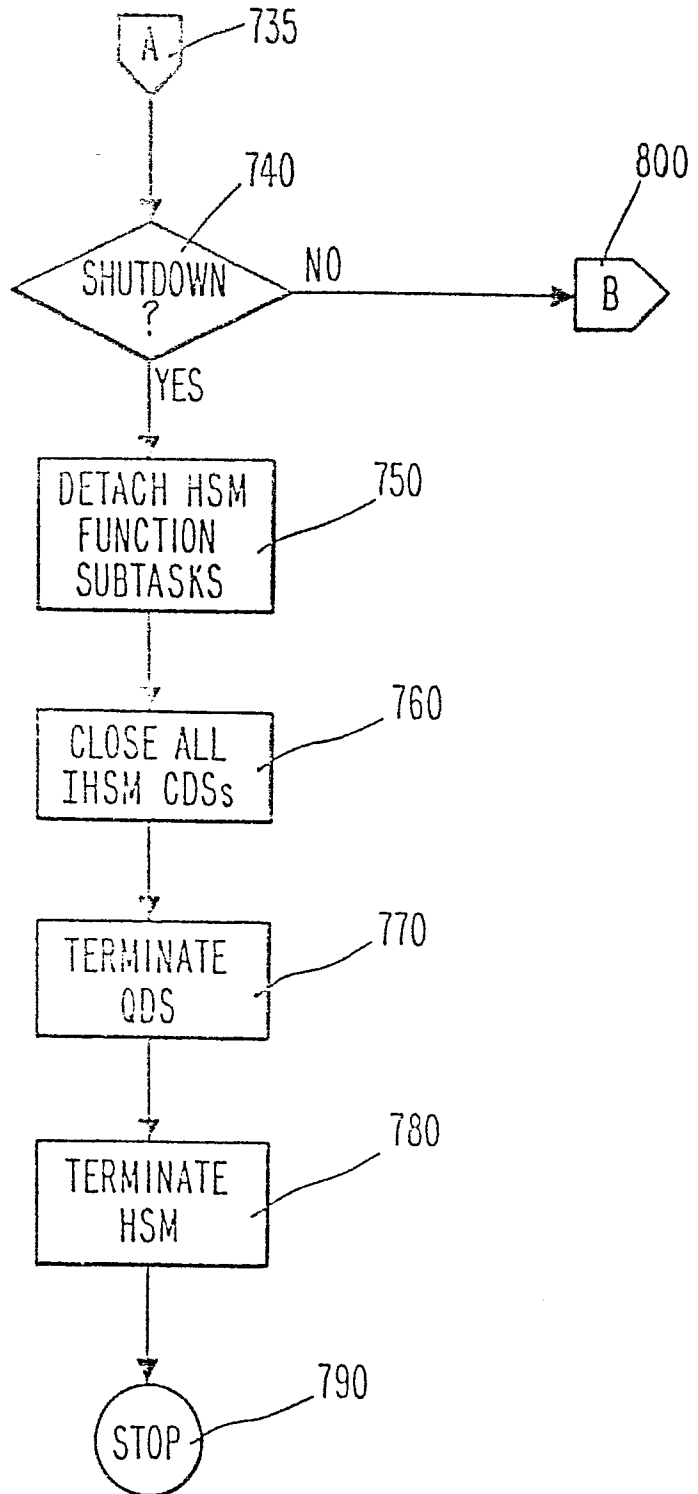 A
735
740
800
SHUTDOWN
?
NO
B
YES
DETACH HSM
FUNCTION
SUBTASKS
750
CLOSE ALL
IHSM CDSs
760
TERMINATE
QDS
770
TERMINATE
HSM
780
STOP
790